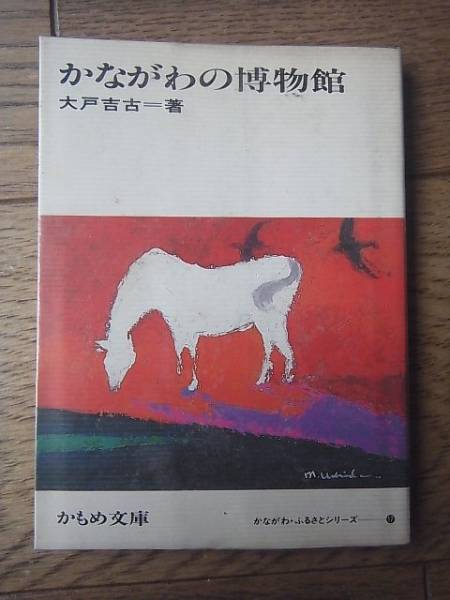 かながわの博物館
大戸吉古＝著
かもめ文庫
かながわ・ふるさとシリーズ 17